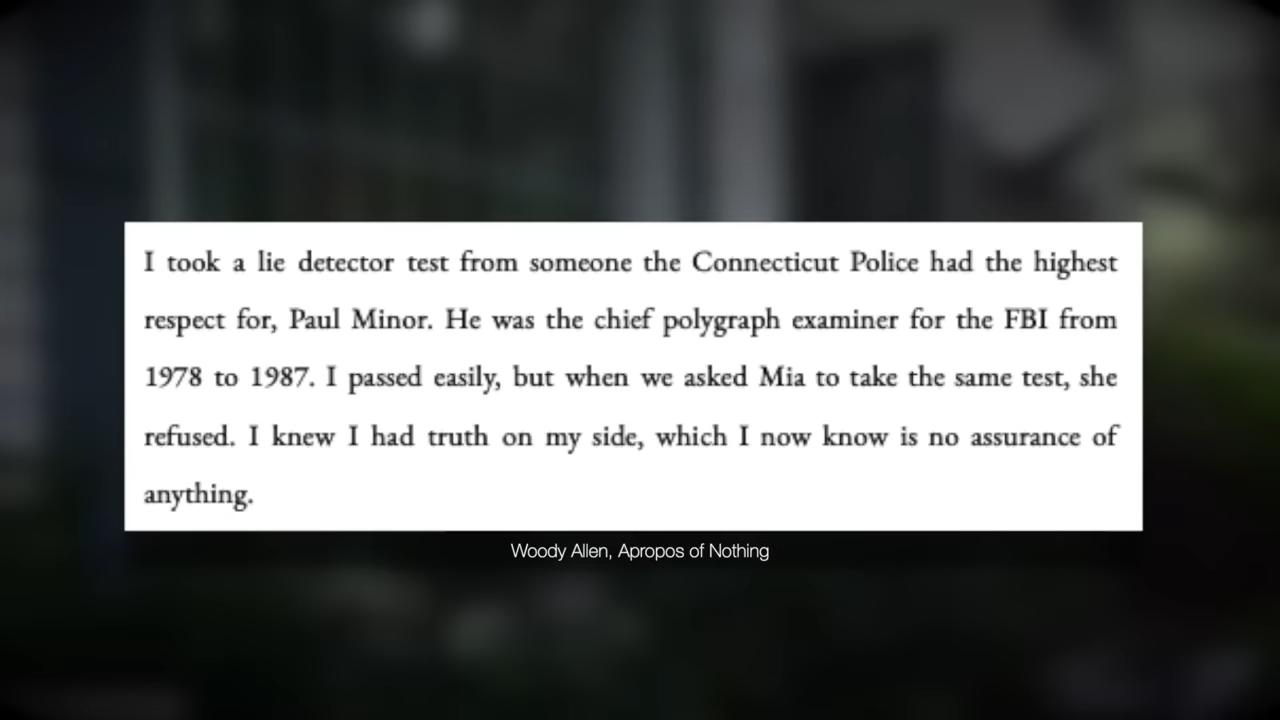 I took a lie detector test from someone the Connecticut Police had the highest
respect for, Paul Minor. He was the chief polygraph examiner for the FBI from
1978 to 1987. I passed easily, but when we asked Mia to take the same test, she
refused. I knew I had truth on my side, which I now know is no assurance of
anything.
Woody Allen, Apropos of Nothing